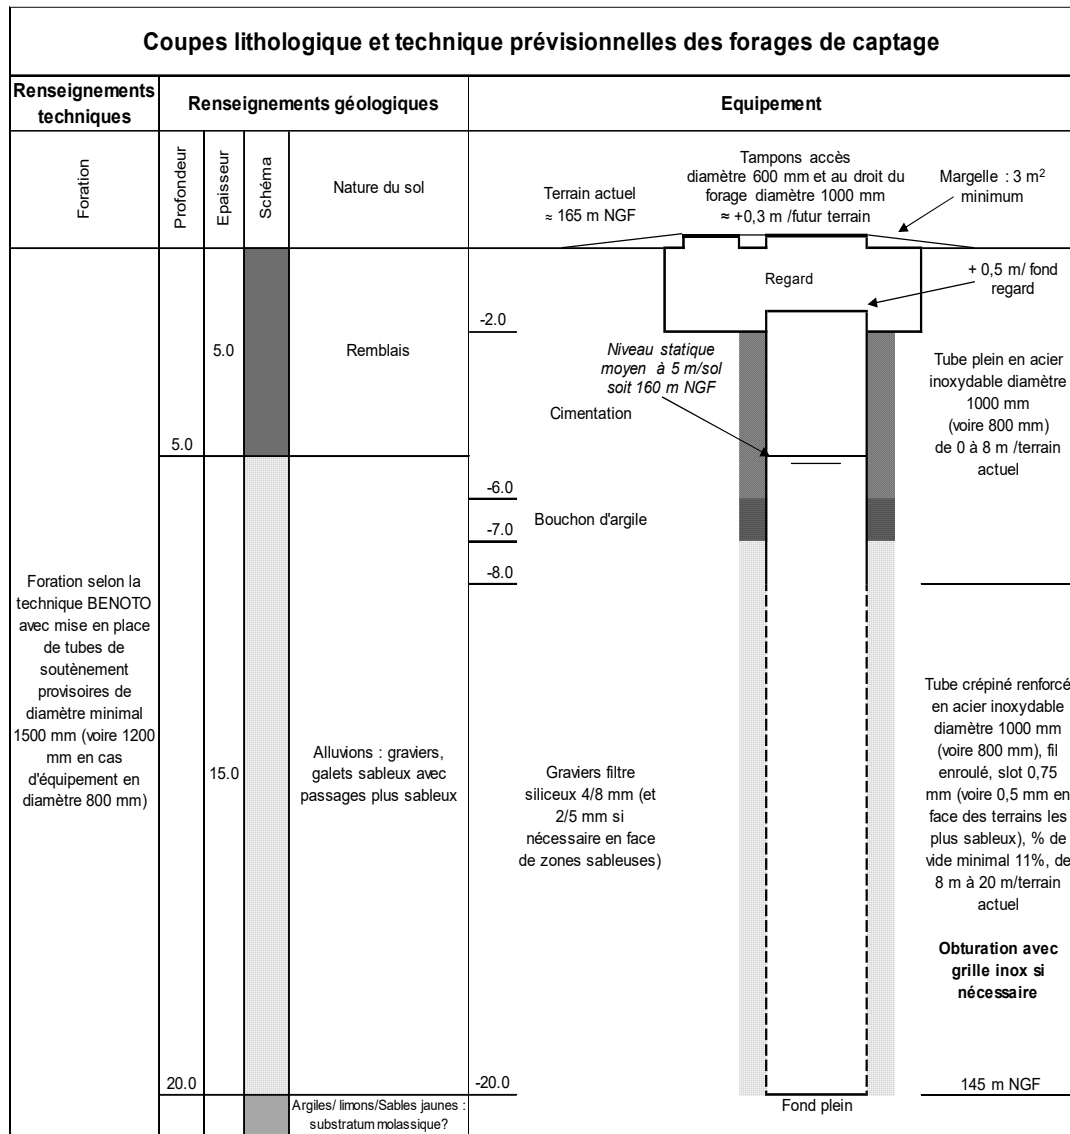 Coupes lithologique et technique prévisionnelles des forages de captage
Renseignements
techniques
Renseignements géologiques
Equipement
Foration
Profondeur
Epaisseur
Schéma
Nature du sol
Terrain actuel
≈ 165 m NGF
Tampons accès
diamètre 600 mm et au droit du
forage diamètre 1000 mm
≈ +0,3 m /futur terrain
Margelle : 3 m²
minimum
Regard
+ 0,5 m/ fond
regard
-2.0
5.0
Remblais
Niveau statique
moyen à 5 m/sol
soit 160 m NGF
Cimentation
Tube plein en acier
inoxydable diamètre
1000 mm
(voire 800 mm)
de 0 à 8 m /terrain
actuel
5.0
-6.0
Bouchon d'argile
-7.0
-8.0
Foration selon la
technique BENOTO
avec mise en place
de tubes de
soutènement
provisoires de
diamètre minimal
1500 mm (voire 1200
mm en cas
d'équipement en
diamètre 800 mm)
15.0
Alluvions : graviers,
galets sableux avec
passages plus sableux
Graviers filtre
siliceux 4/8 mm (et
2/5 mm si
nécessaire en face
de zones sableuses)
Tube crépiné renforcé
en acier inoxydable
diamètre 1000 mm
(voire 800 mm), fil
enroulé, slot 0,75
mm (voire 0,5 mm en
face des terrains les
plus sableux), % de
vide minimal 11%, de
8 m à 20 m/terrain
actuel
Obturation avec
grille inox si
nécessaire
20.0
-20.0
145 m NGF
Argiles/ limons/Sables jaunes :
substratum molassique?
Fond plein